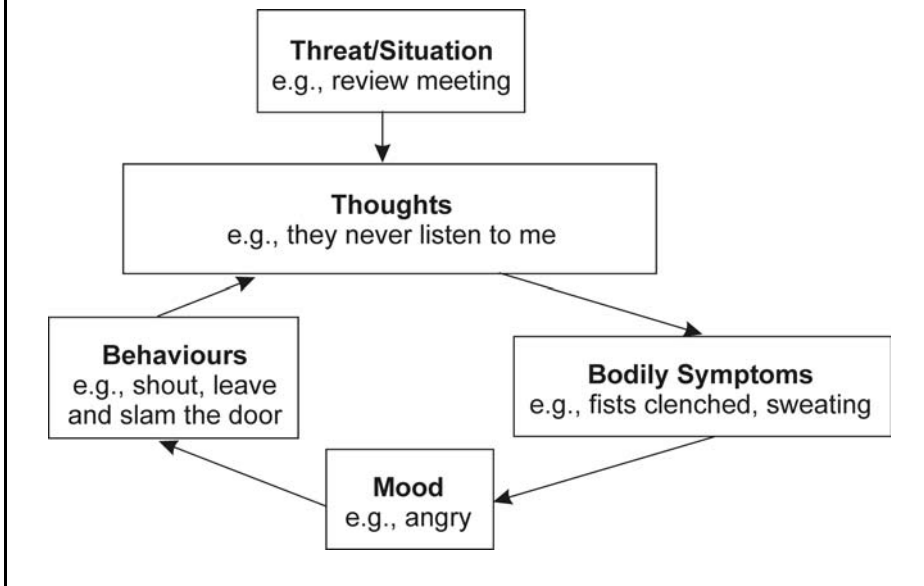 Threat/Situation
e.g., review meeting
Thoughts
e.g., they never listen to me
Behaviours
e.g., shout, leave
and slam the door
Bodily Symptoms
e.g., fists clenched, sweating
Mood
e.g., angry